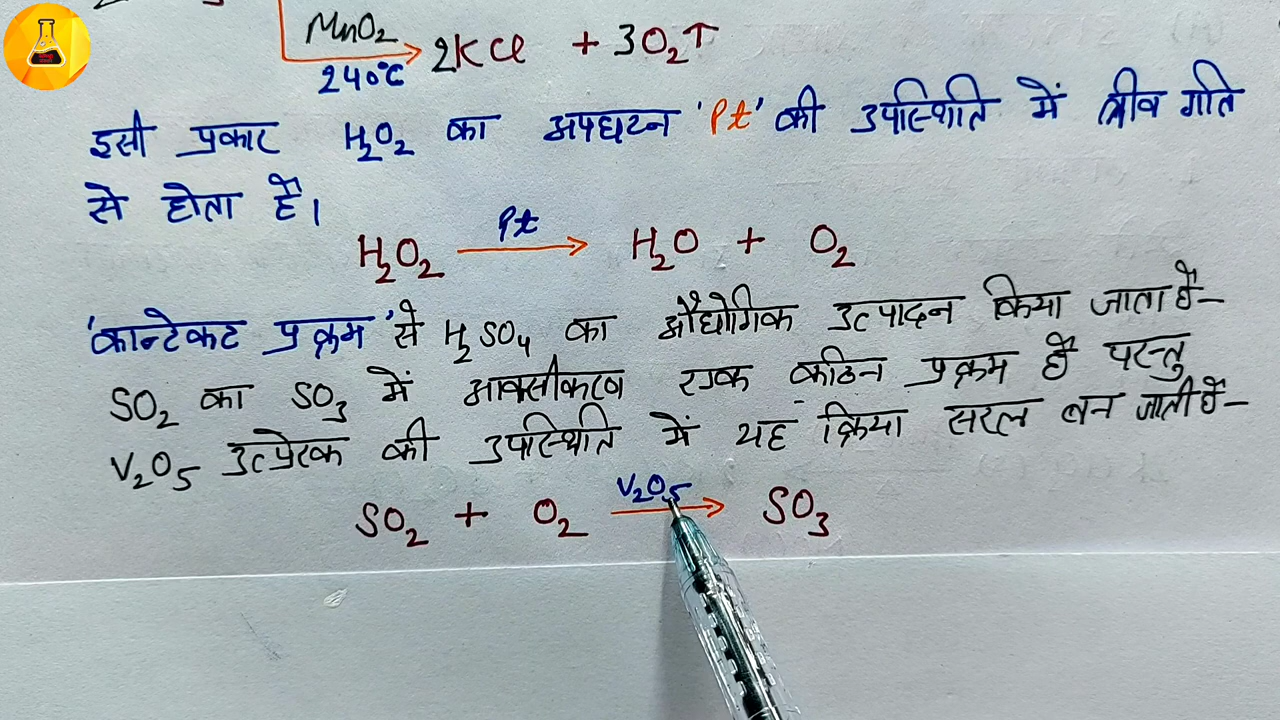 MnO₂
240°C
2KCl + 3O₂↑
इसी प्रकार H₂O₂ का अपघटन 'Pt' की उपस्थिति में तीव्र गति
से होता है।
H₂O₂ Pt → H₂O + O₂
'कान्टेकट प्रक्रम' से H₂SO₄ का औद्योगिक उत्पादन किया जाता है-
SO₂ का SO₃ में आक्सीकरण एक कठिन प्रक्रम है परन्तु
V₂O₅ उत्प्रेरक की उपस्थिति में यह क्रिया सरल बन जाती है-
SO₂ + O₂ V₂O₅ → SO₃